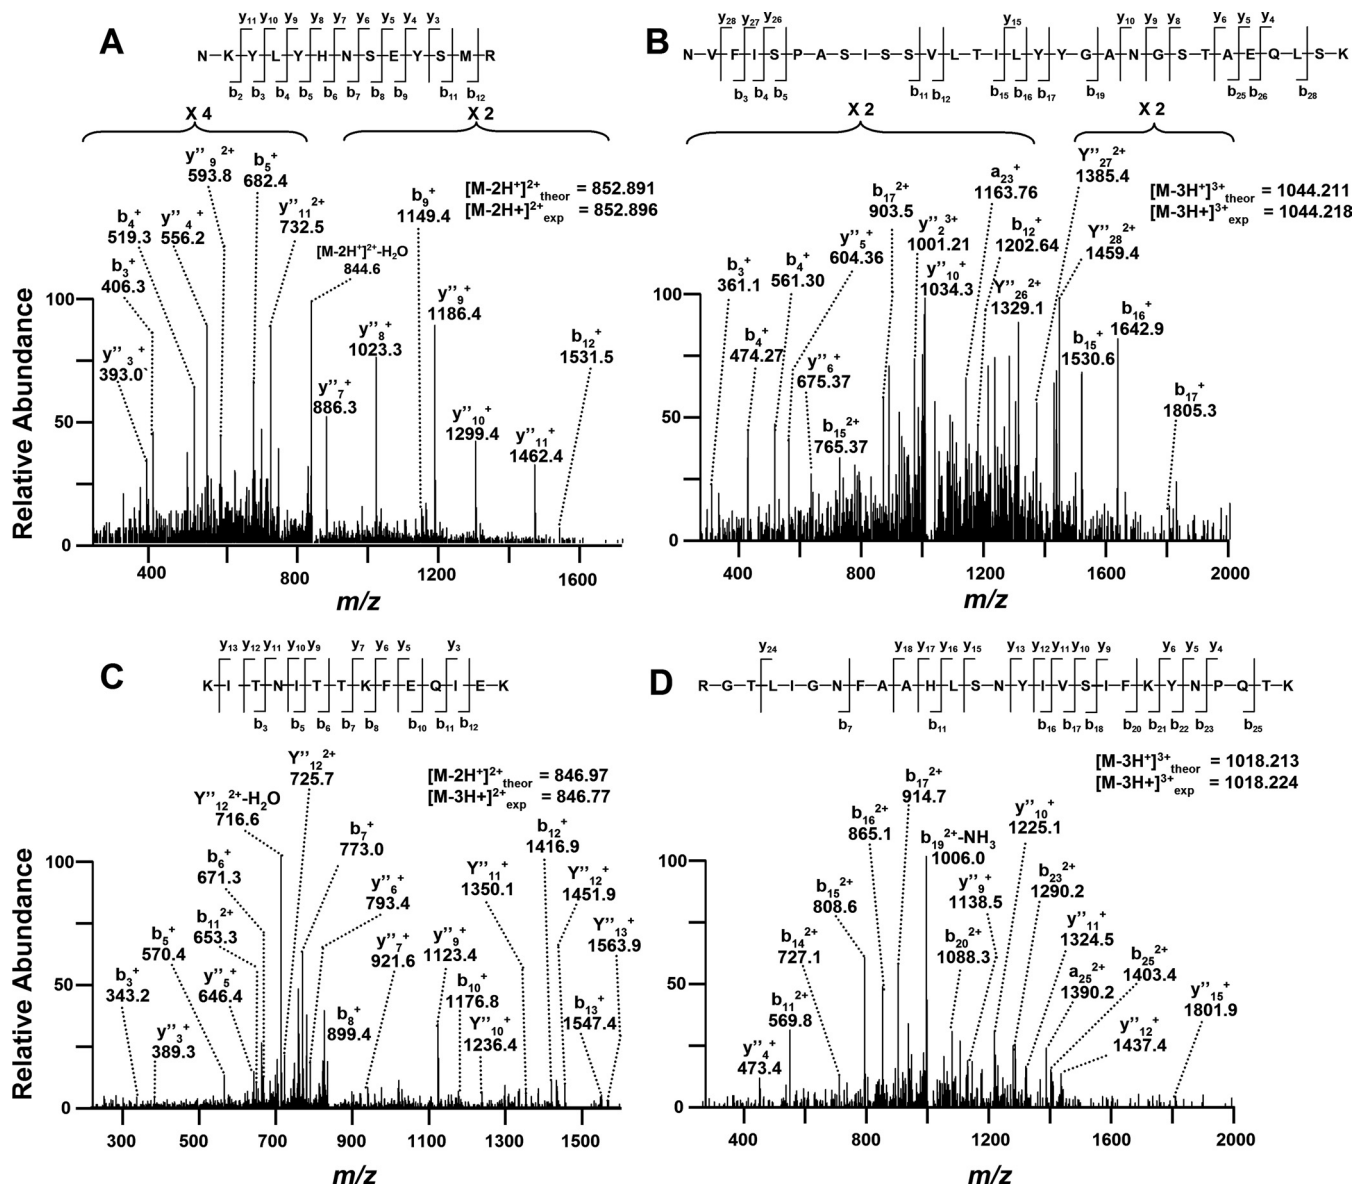 A
y11 y10 y9 y8 y7 y6 y5 y4 y3
N K Y L Y H N S E Y S M R
b2 b3 b4 b5 b6 b7 b8 b9 b11 b12
X 4 X 2
y''9 2+
593.8
b5+
682.4
b4+
519.3
y''4+
556.2
y''11 2+
732.5
b9+
1149.4
[M-2H+]2+theor = 852.891
[M-2H+]2+exp = 852.896
b3+
406.3
[M-2H+]2+-H2O
844.6
y''3+
393.0
y''8+
1023.3
y''9+
1186.4
b12+
1531.5
y''7+
886.3
y''10+
1299.4
y''11+
1462.4
Relative Abundance
100
50
0
400 800 1200 1600
m/z
B
y28 y27 y26 y15 y10 y9 y8 y6 y5 y4
N V F I S P A S I S S V L T I L Y Y G A N G S T A E Q L S K
b3 b4 b5 b11 b12 b15 b16 b17 b19 b25 b26 b28
X 2 X 2
b17 2+
903.5
a23+
1163.76
Y''27 2+
1385.4
[M-3H+]3+theor = 1044.211
[M-3H+]3+exp = 1044.218
b3+
361.1
b4+
561.30
y''5+
604.36
y''2 3+
1001.21
b12+
1202.64
Y''28 2+
1459.4
b4+
474.27
y''6+
675.37
y''10+
1034.3
Y''26 2+
1329.1
b15+
1530.6
b16+
1642.9
b15 2+
765.37
b17+
1805.3
100
50
0
400 800 1200 1600 2000
m/z
C
y13 y12 y11 y10 y9 y7 y6 y5 y3
K I T N I T T K F E Q I E K
b3 b5 b6 b7 b8 b10 b11 b12
Y''12 2+
725.7
[M-2H+]2+theor = 846.97
[M-3H+]2+exp = 846.77
Y''12 2+-H2O
716.6
b7+
773.0
b12+
1416.9
b6+
671.3
y''6+
793.4
Y''11+
1350.1
Y''12+
1451.9
b11 2+
653.3
b5+
570.4
y''7+
921.6
y''9+
1123.4
Y''13+
1563.9
b3+
343.2
y''5+
646.4
b10+
1176.8
y''3+
389.3
b8+
899.4
Y''10+
1236.4
b13+
1547.4
Relative Abundance
100
50
0
300 500 700 900 1100 1300 1500
m/z
D
y24 y18 y17 y16 y15 y13 y12 y11 y10 y9 y6 y5 y4
R G T L I G N F A A H L S N Y I V S I F K Y N P Q T K
b7 b11 b16 b17 b18 b20 b21 b22 b23 b25
[M-3H+]3+theor = 1018.213
[M-3H+]3+exp = 1018.224
b17 2+
914.7
b16 2+
865.1
b19 2+-NH3
1006.0
y''10+
1225.1
b15 2+
808.6
y''9+
1138.5
b23 2+
1290.2
b14 2+
727.1
b20 2+
1088.3
y''11+
1324.5
b11 2+
569.8
a25 2+
1390.2
b25 2+
1403.4
y''4+
473.4
y''12+
1437.4
y''15+
1801.9
100
50
0
400 800 1200 1600 2000
m/z